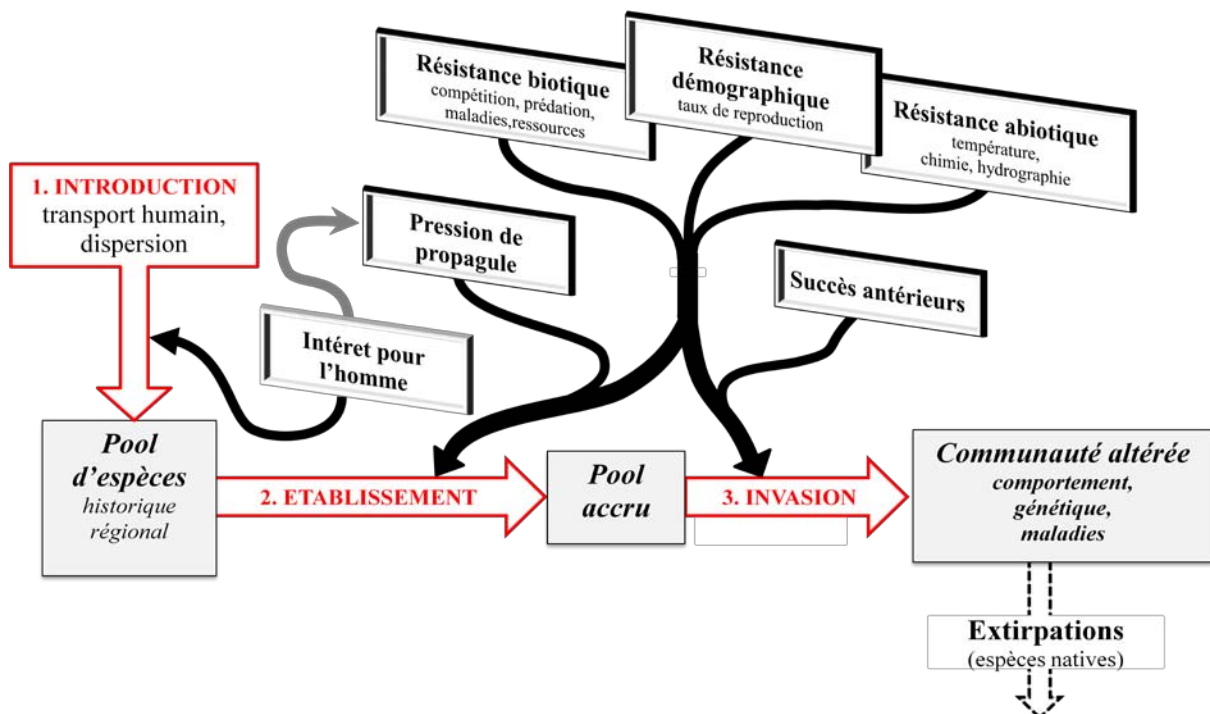 Résistance biotique
compétition, prédation,
maladies,ressources
Résistance
démographique
taux de reproduction
Résistance abiotique
température,
chimie, hydrographie
1. INTRODUCTION
transport humain,
dispersion
Pression de
propagule
Succès antérieurs
Intéret pour
l'homme
Pool
d'espèces
historique
régional
2. ETABLISSEMENT
Pool
accru
3. INVASION
Communauté altérée
comportement,
génétique,
maladies
Extirpations
(espèces natives)